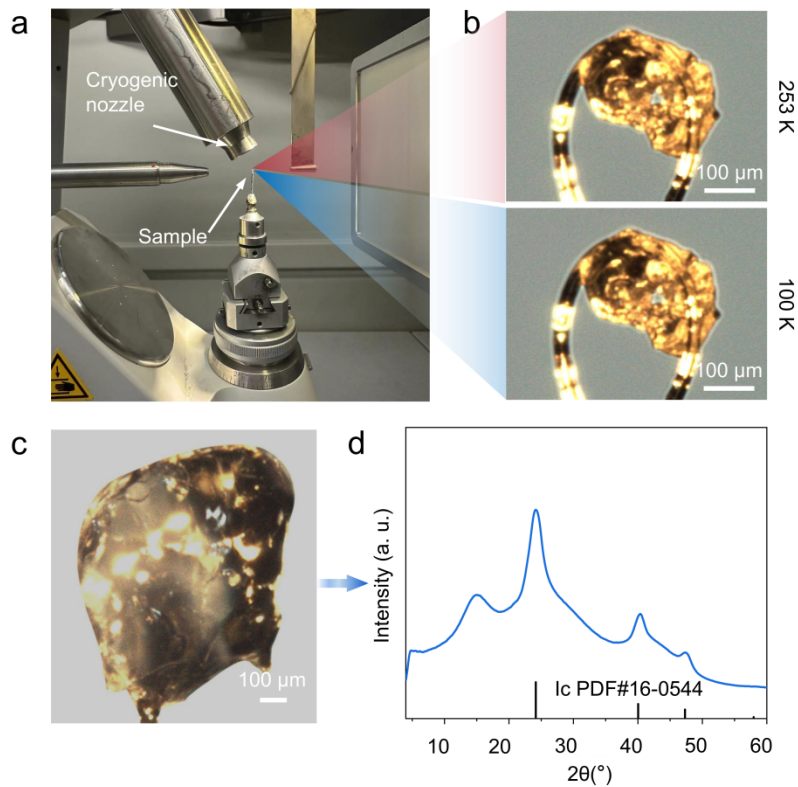 a
Cryogenic
nozzle
Sample
b
100 μm
253 K
100 μm
100 K
c
100 μm
d
Intensity (a. u.)
Ic PDF#16-0544
10 20 30 40 50 60
2θ(°)